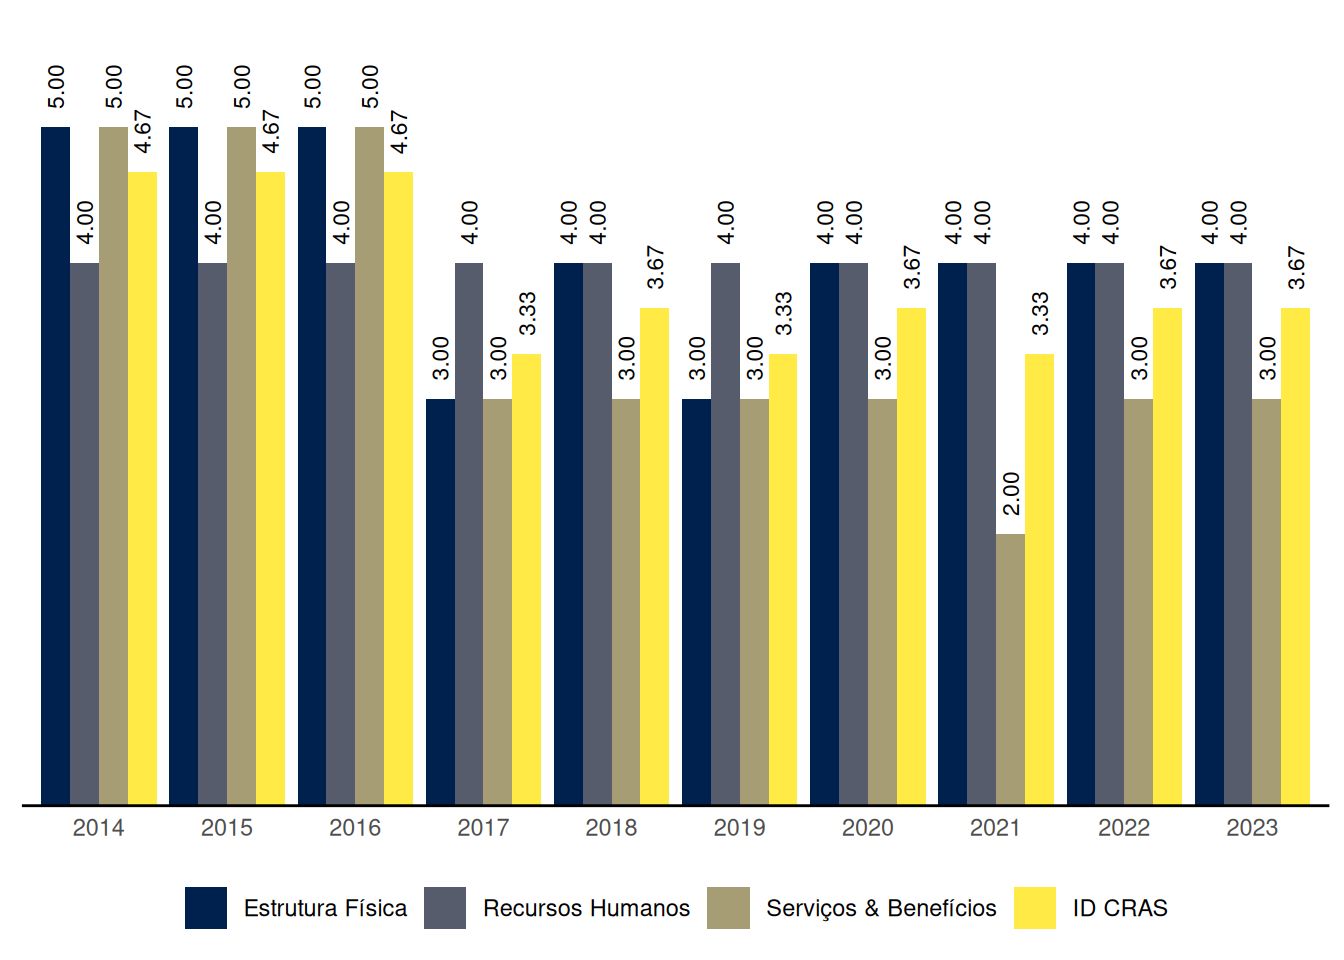 5.00 4.00 5.00 4.67 5.00 4.00 5.00 4.67 5.00 4.00 5.00 4.67 3.00 4.00 3.00 3.33 4.00 4.00 3.00 3.67 3.00 4.00 3.00 3.33 4.00 4.00 3.00 3.67 4.00 4.00 2.00 3.33 4.00 4.00 3.00 3.67 4.00 4.00 3.00 3.67
2014 2015 2016 2017 2018 2019 2020 2021 2022 2023
Estrutura Física Recursos Humanos Serviços & Benefícios ID CRAS